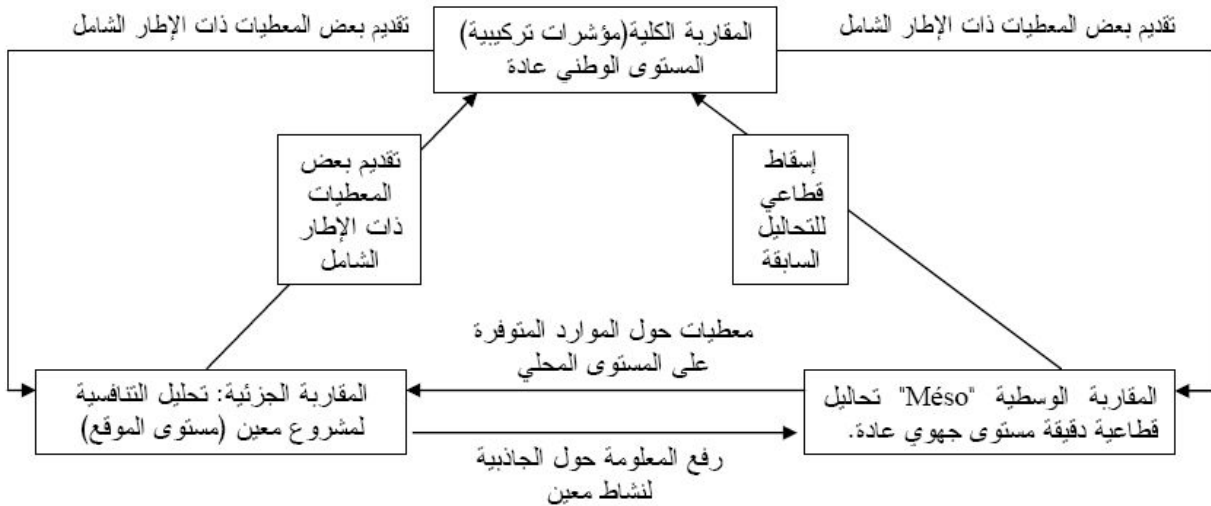 تقديم بعض المعطيات ذات الإطار الشامل
المقاربة الكلية(مؤشرات تركيبية)
المستوى الوطني عادة
تقديم بعض المعطيات ذات الإطار الشامل
إسقاط
قطاعي
للتحاليل
السابقة
تقديم بعض
المعطيات
ذات الإطار
الشامل
معطيات حول الموارد المتوفرة
على المستوى المحلي
المقاربة الوسطية "Méso" تحاليل
قطاعية دقيقة مستوى جهوي عادة.
المقاربة الجزئية: تحليل التنافسية
لمشروع معين (مستوى الموقع)
رفع المعلومة حول الجاذبية
لنشاط معين